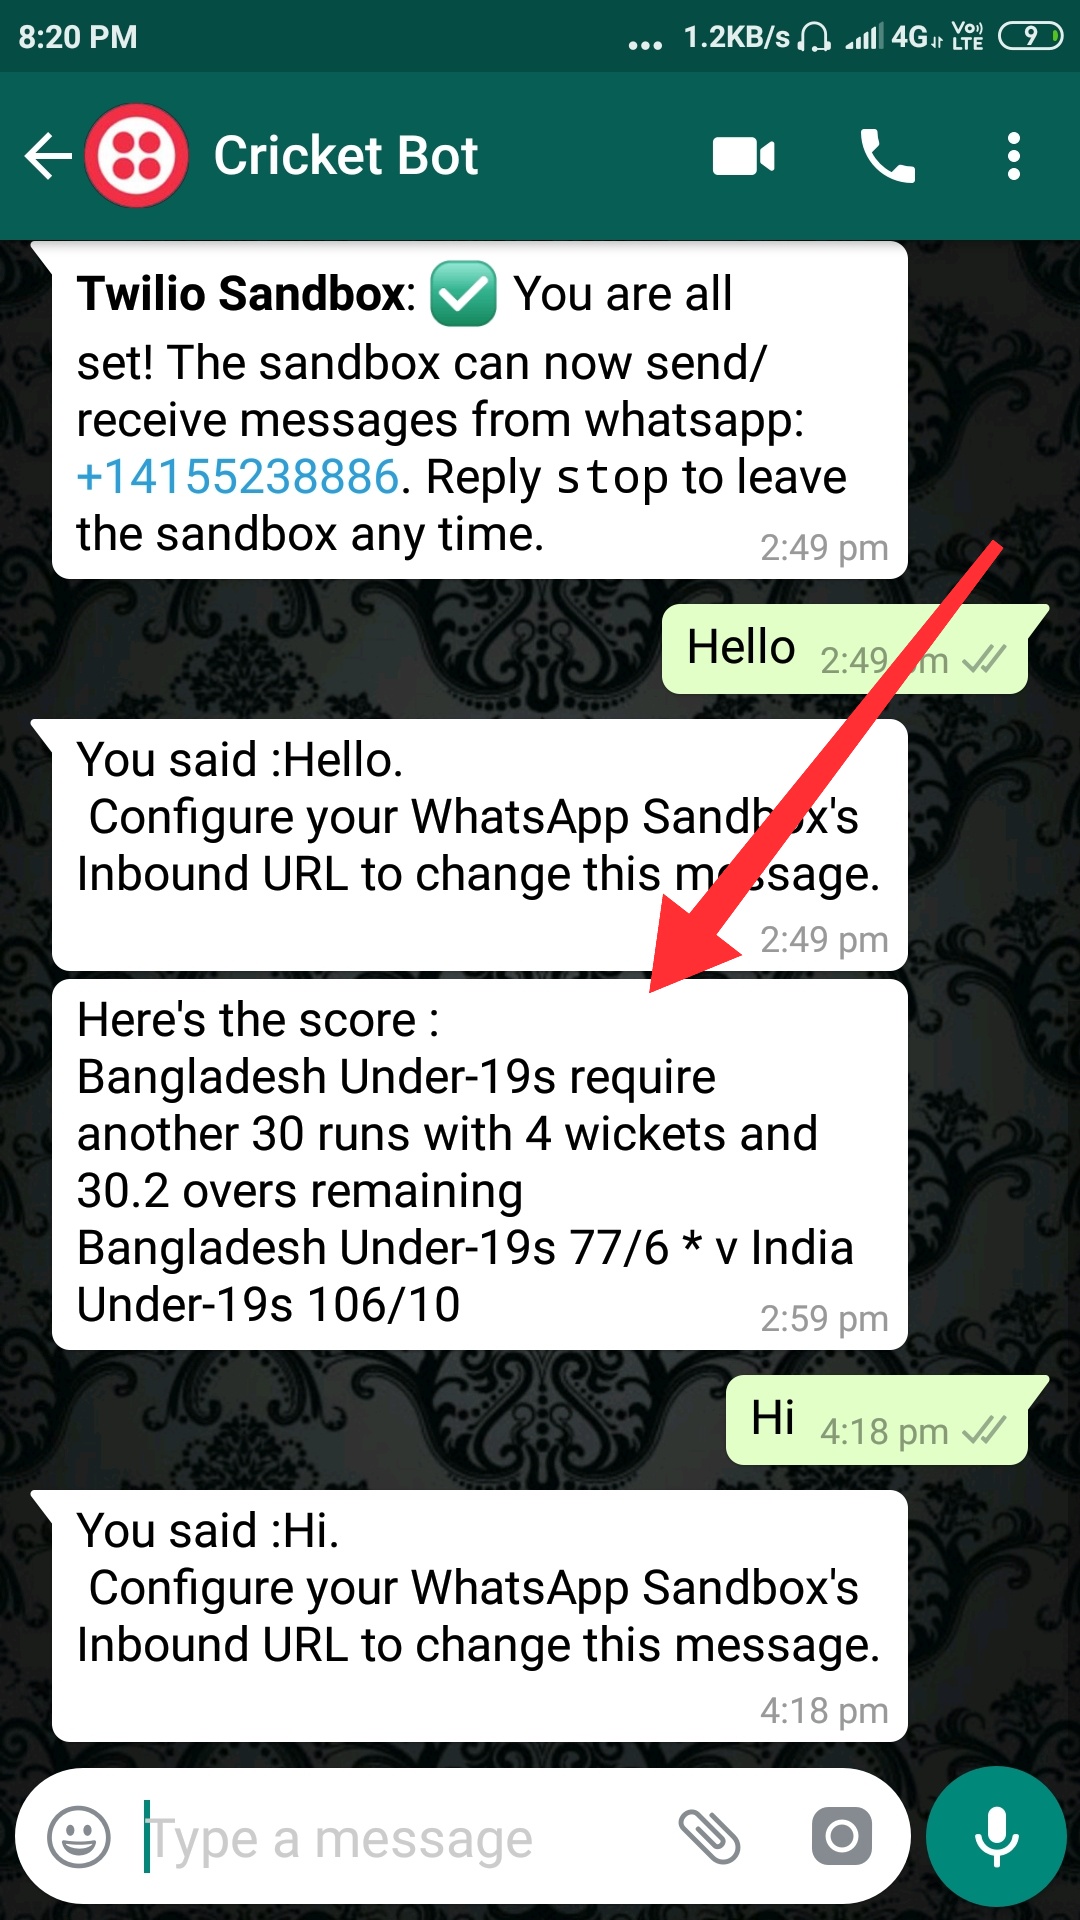 8:20 PM ... 1.2KB/s 4G VoLTE 9
Cricket Bot
Twilio Sandbox: ✅ You are all
set! The sandbox can now send/
receive messages from whatsapp:
+14155238886. Reply stop to leave
the sandbox any time. 2:49 pm
Hello 2:49 pm
You said :Hello.
Configure your WhatsApp Sandbox's
Inbound URL to change this message.
2:49 pm
Here's the score :
Bangladesh Under-19s require
another 30 runs with 4 wickets and
30.2 overs remaining
Bangladesh Under-19s 77/6 * v India
Under-19s 106/10 2:59 pm
Hi 4:18 pm
You said :Hi.
Configure your WhatsApp Sandbox's
Inbound URL to change this message.
4:18 pm
Type a message